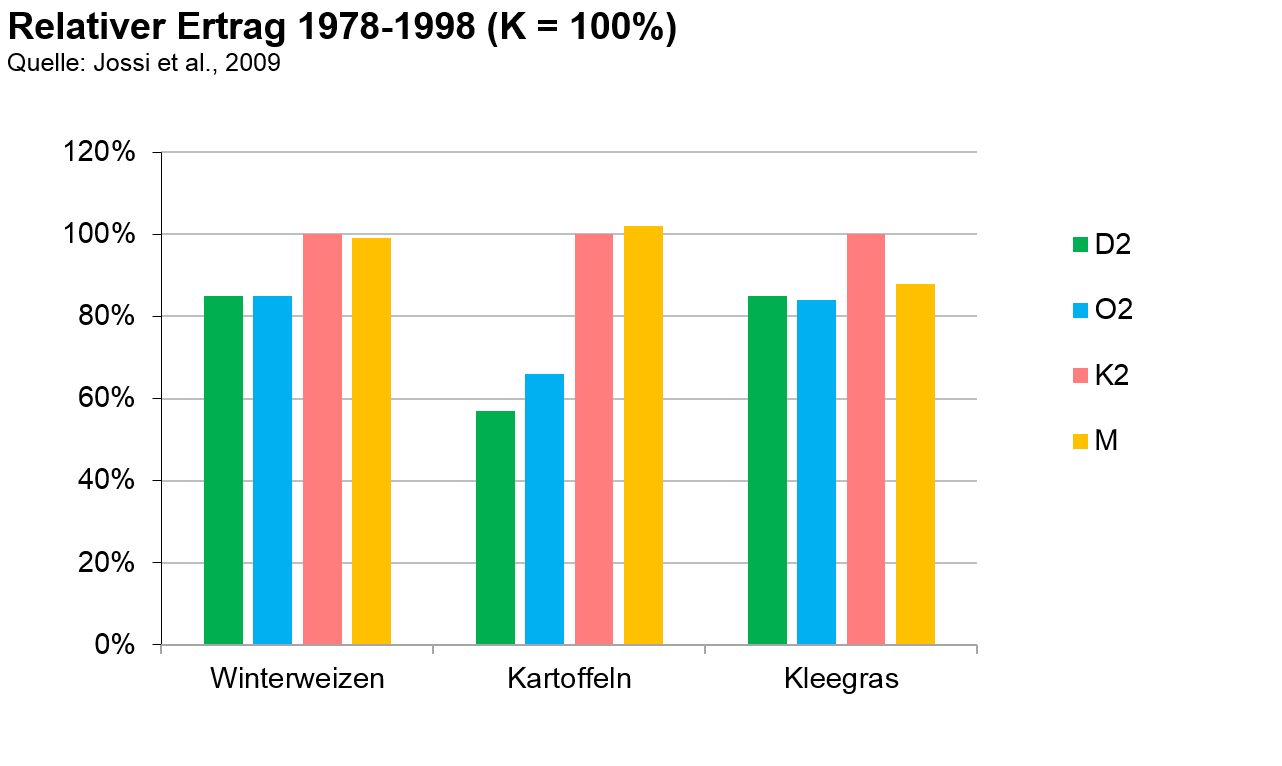 Relativer Ertrag 1978-1998 (K = 100%)
Quelle: Jossi et al., 2009
120%
100%
80%
60%
40%
20%
0%
Winterweizen
Kartoffeln
Kleegras
D2
O2
K2
M